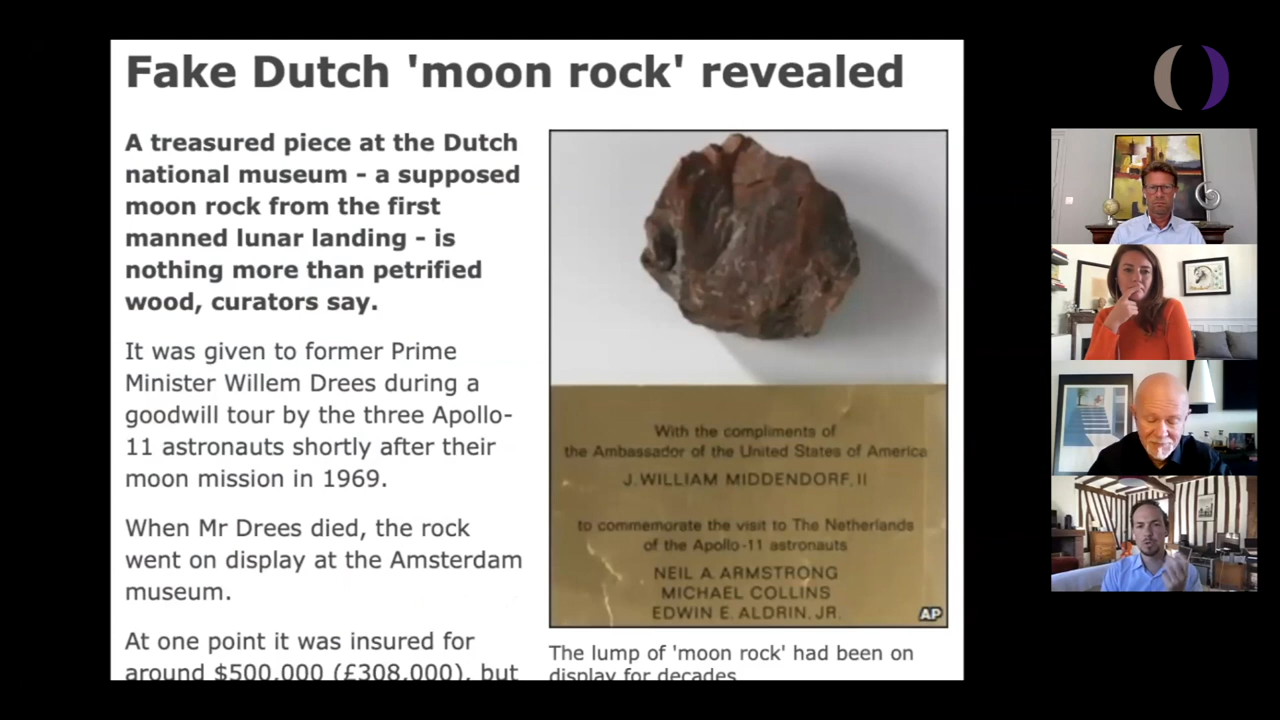 Fake Dutch 'moon rock' revealed
A treasured piece at the Dutch
national museum - a supposed
moon rock from the first
manned lunar landing - is
nothing more than petrified
wood, curators say.
It was given to former Prime
Minister Willem Drees during a
goodwill tour by the three Apollo-
11 astronauts shortly after their
moon mission in 1969.
When Mr Drees died, the rock
went on display at the Amsterdam
museum.
At one point it was insured for
around $500,000 (£308,000), but
With the compliments of
the Ambassador of the United States of America
J. WILLIAM MIDDENDORF, II
to commemorate the visit to The Netherlands
of the Apollo-11 astronauts
NEIL A. ARMSTRONG
MICHAEL COLLINS
EDWIN E. ALDRIN, JR.
AP
The lump of 'moon rock' had been on
display for decades